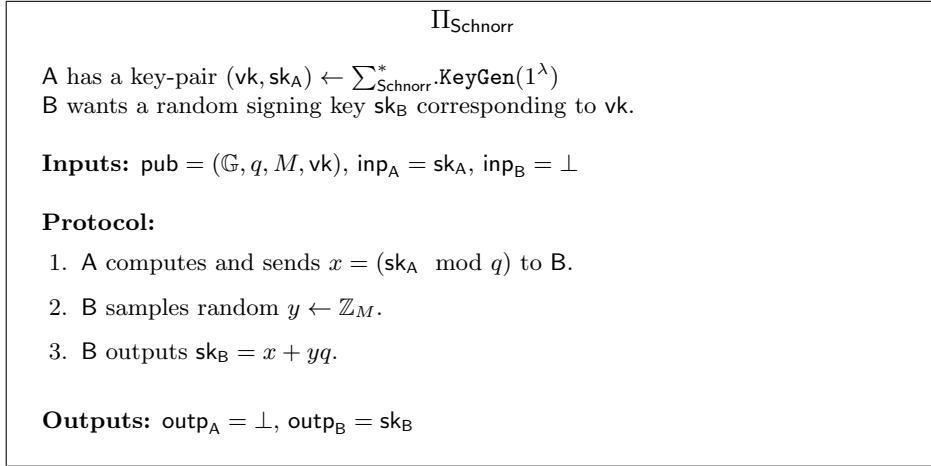 Π_Schnorr
A has a key-pair (vk, sk_A) ← ∑*_Schnorr.KeyGen(1^λ)
B wants a random signing key sk_B corresponding to vk.
Inputs: pub = (𝔾, q, M, vk), inp_A = sk_A, inp_B = ⊥
Protocol:
1. A computes and sends x = (sk_A mod q) to B.
2. B samples random y ← ℤ_M.
3. B outputs sk_B = x + yq.
Outputs: outp_A = ⊥, outp_B = sk_B